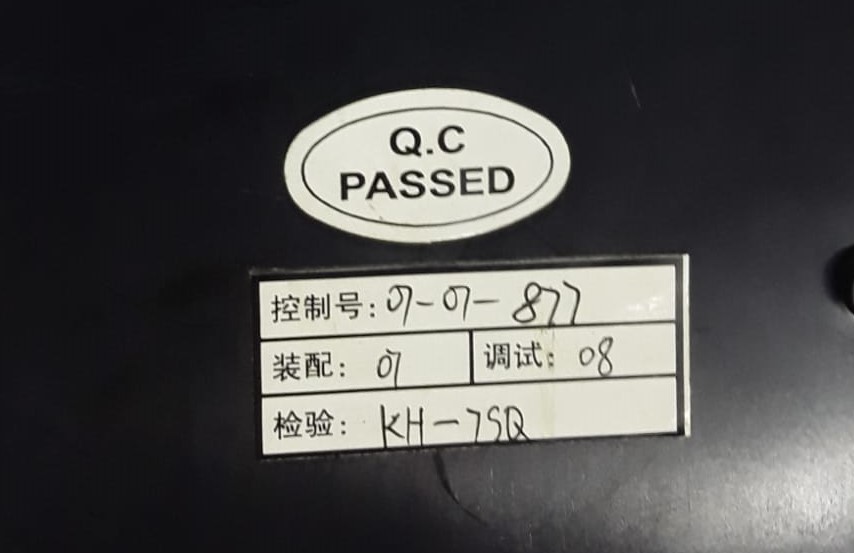 Q.C
PASSED
控制号: 07-07-877
装配: 07 调试: 08
检验: KH-7SQ